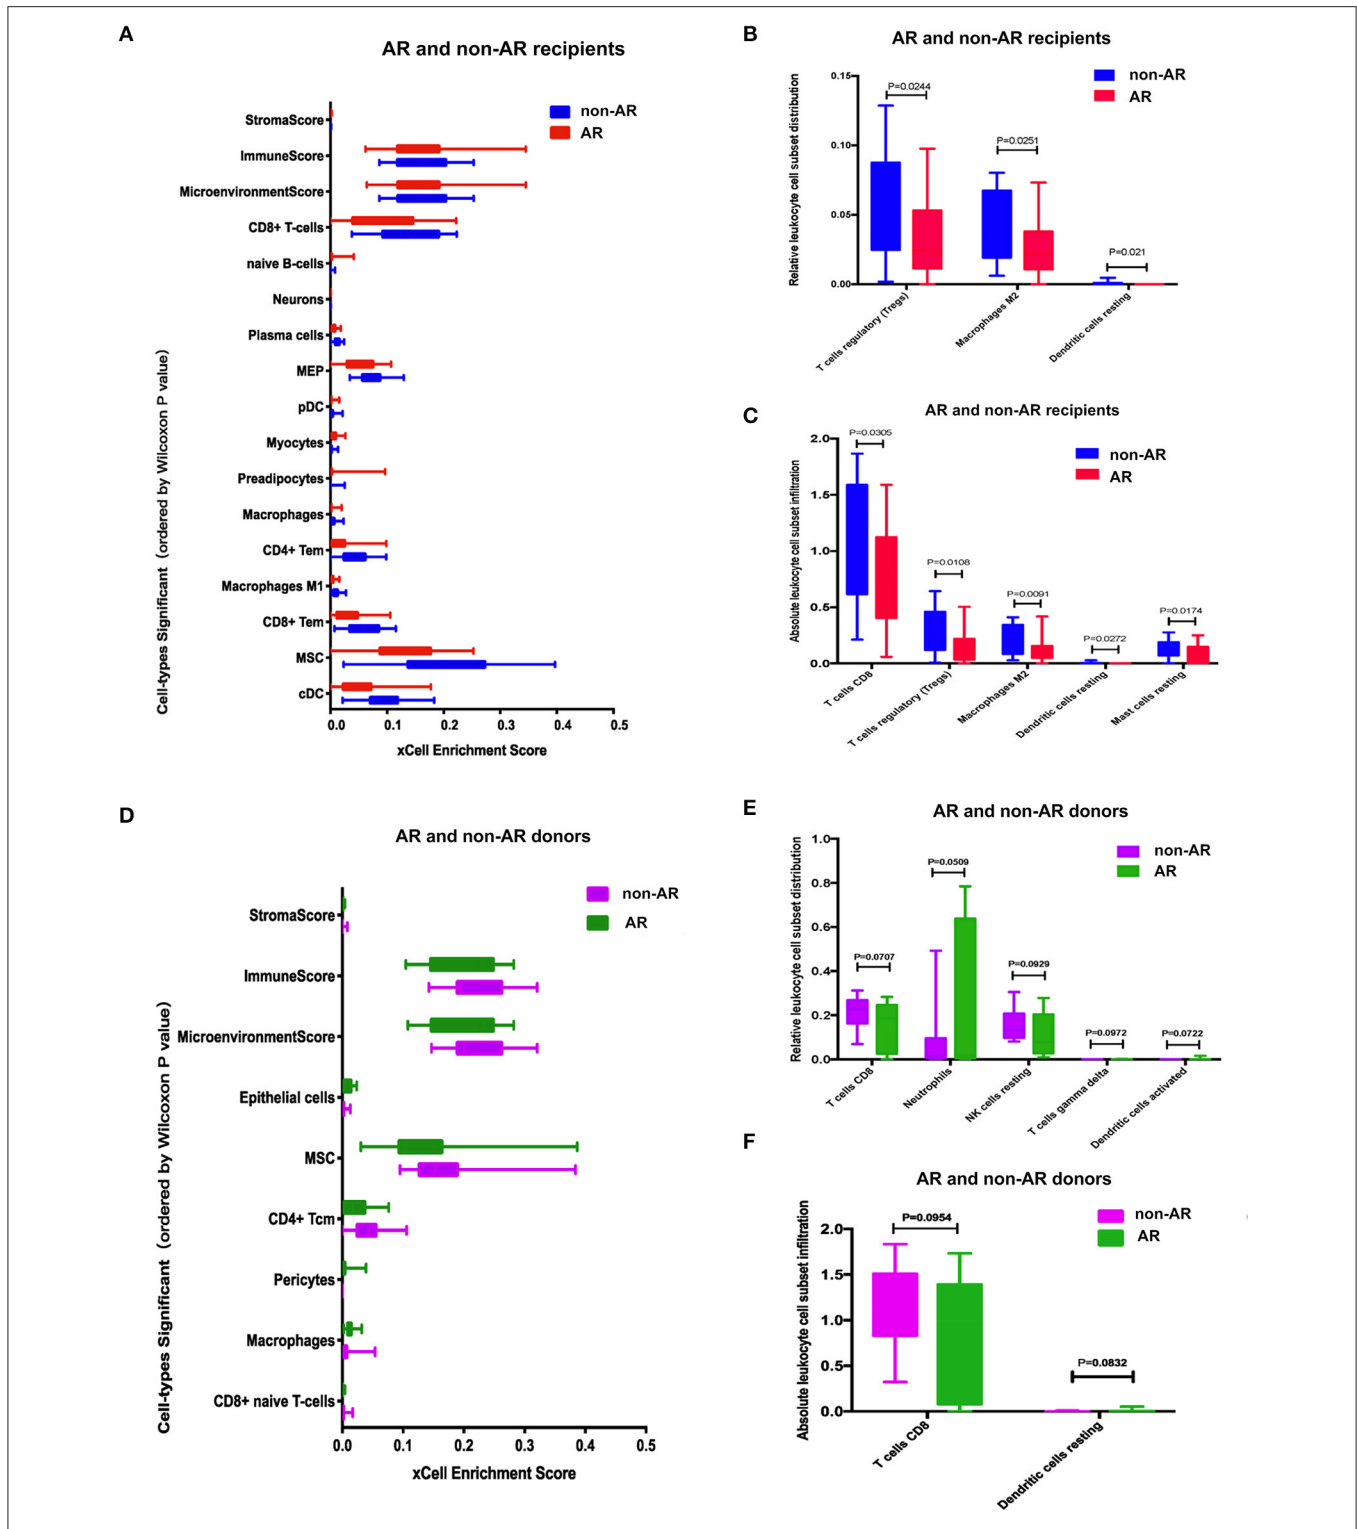 A
AR and non-AR recipients
non-AR
AR
StromaScore
ImmuneScore
MicroenvironmentScore
CD8+ T-cells
naive B-cells
Neurons
Plasma cells
MEP
pDC
Myocytes
Preadipocytes
Macrophages
CD4+ Tem
Macrophages M1
CD8+ Tem
MSC
cDC
Cell-types Significant (ordered by Wilcoxon P value)
0.0 0.1 0.2 0.3 0.4 0.5
xCell Enrichment Score
B
AR and non-AR recipients
non-AR
AR
Relative leukocyte cell subset distribution
0.15
0.10
0.05
0.00
P=0.0244
P=0.0251
P=0.021
T cells regulatory (Tregs)
Macrophages M2
Dendritic cells resting
C
AR and non-AR recipients
non-AR
AR
Absolute leukocyte cell subset infiltration
2.0
1.5
1.0
0.5
0.0
P=0.0305
P=0.0108
P=0.0091
P=0.0272
P=0.0174
T cells CD8
T cells regulatory (Tregs)
Macrophages M2
Dendritic cells resting
Mast cells resting
D
AR and non-AR donors
non-AR
AR
StromaScore
ImmuneScore
MicroenvironmentScore
Epithelial cells
MSC
CD4+ Tcm
Pericytes
Macrophages
CD8+ naive T-cells
Cell-types Significant (ordered by Wilcoxon P value)
0.0 0.1 0.2 0.3 0.4 0.5
xCell Enrichment Score
E
AR and non-AR donors
non-AR
AR
Relative leukocyte cell subset distribution
1.0
0.8
0.6
0.4
0.2
0.0
P=0.0707
P=0.0509
P=0.0929
P=0.0972
P=0.0722
T cells CD8
Neutrophils
NK cells resting
T cells gamma delta
Dendritic cells activated
F
AR and non-AR donors
non-AR
AR
Absolute leukocyte cell subset infiltration
2.0
1.5
1.0
0.5
0.0
P=0.0954
P=0.0832
T cells CD8
Dendritic cells resting